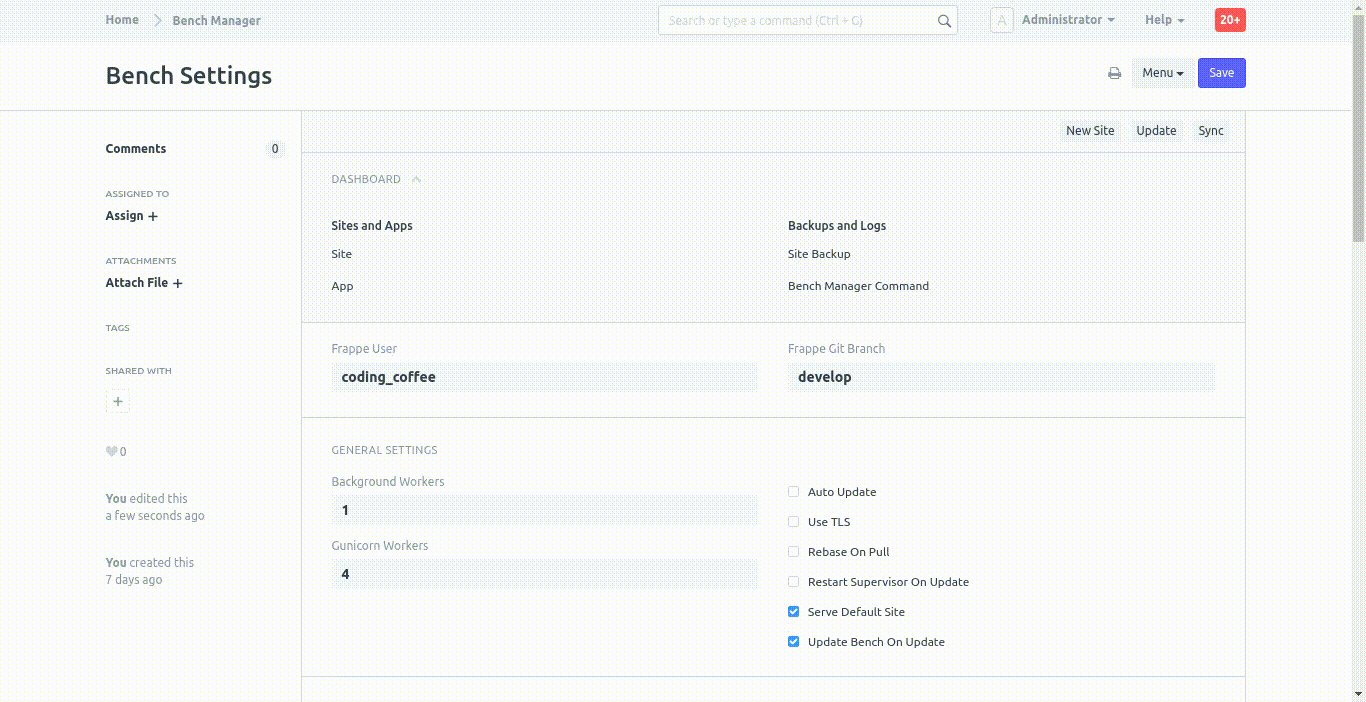 Home Bench Manager Search or type a command (Ctrl + G) A Administrator Help 20+
Bench Settings Menu Save
New Site Update Sync
Comments 0
ASSIGNED TO
Assign +
ATTACHMENTS
Attach File +
TAGS
SHARED WITH
+
0
You edited this
a few seconds ago
You created this
7 days ago
DASHBOARD
Sites and Apps
Site
App
Backups and Logs
Site Backup
Bench Manager Command
Frappe User
coding_coffee
Frappe Git Branch
develop
GENERAL SETTINGS
Background Workers
1
Gunicorn Workers
4
Auto Update
Use TLS
Rebase On Pull
Restart Supervisor On Update
Serve Default Site
Update Bench On Update